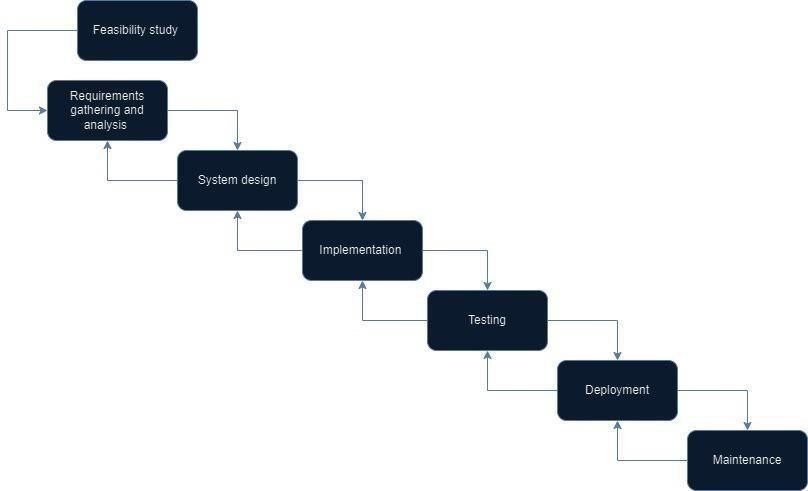 Feasibility study
Requirements
gathering and
analysis
System design
Implementation
Testing
Deployment
Maintenance